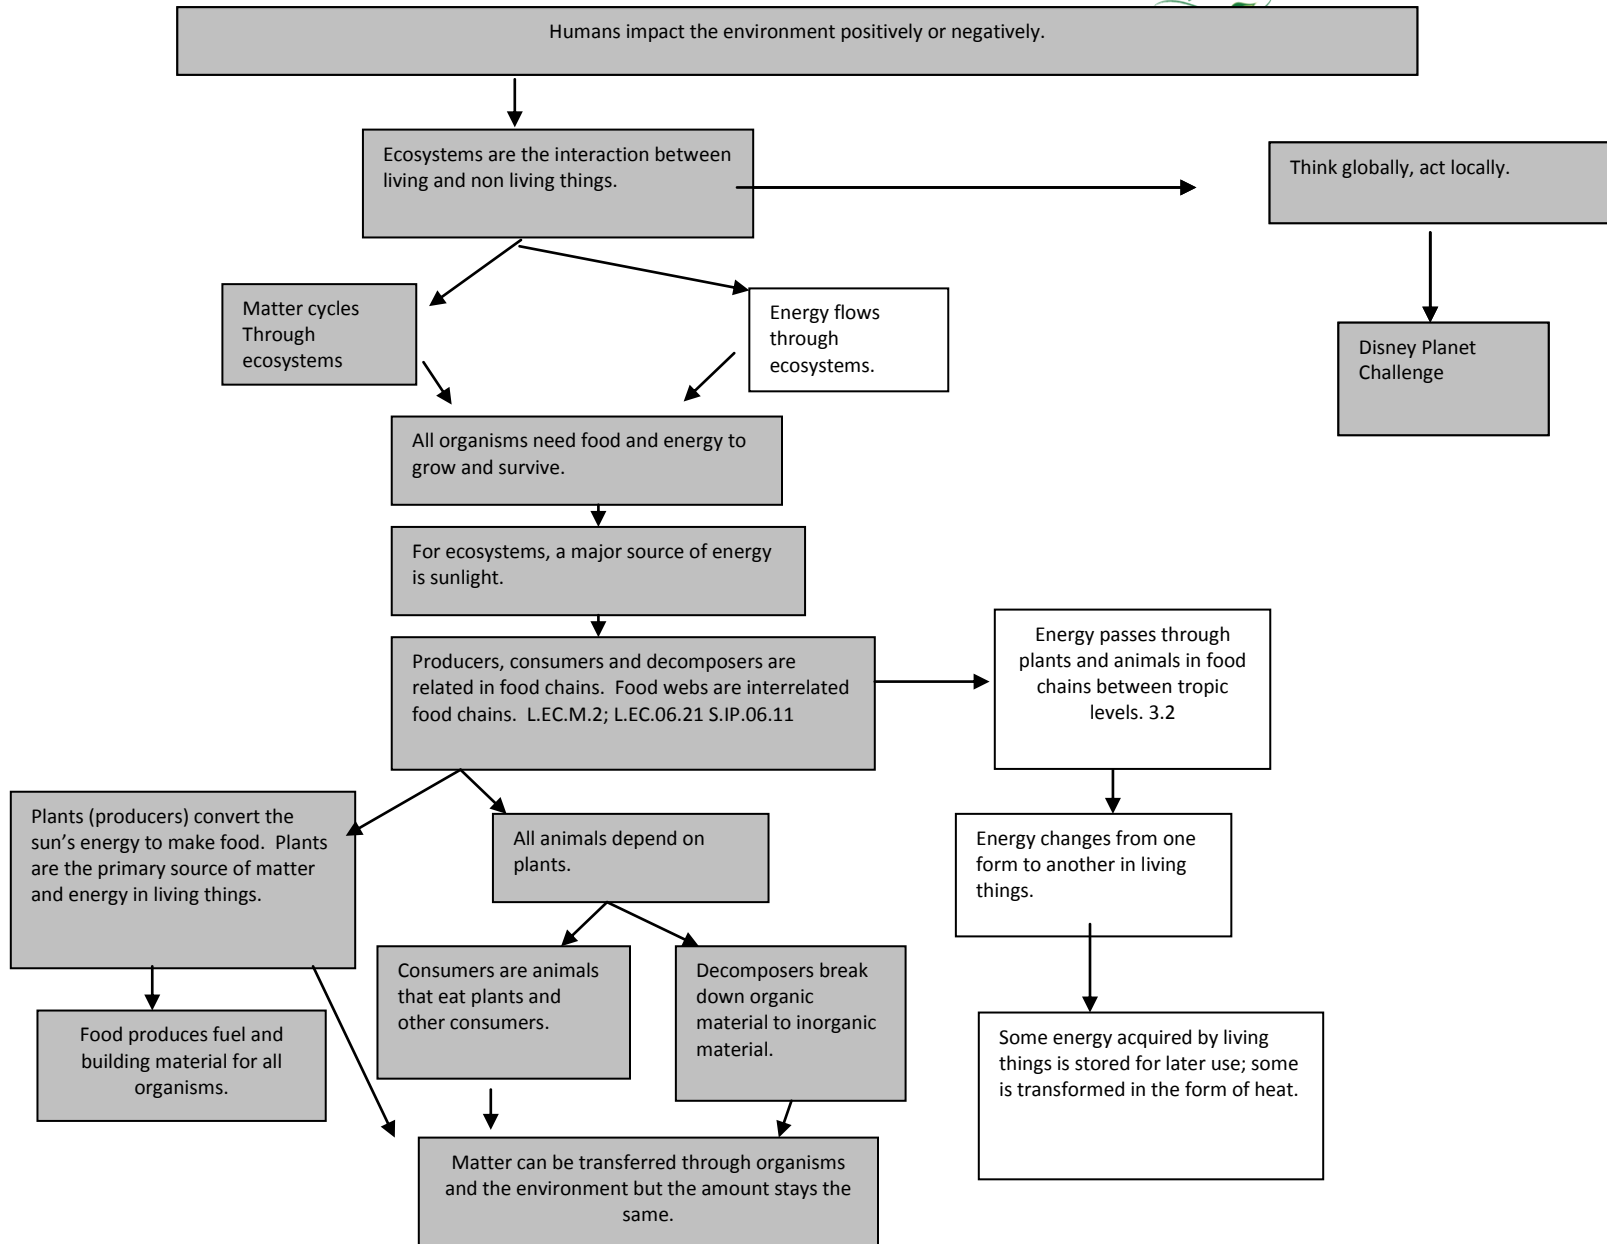 Humans impact the environment positively or negatively.
Ecosystems are the interaction between
living and non living things.
Think globally, act locally.
Matter cycles
Through
ecosystems
Energy flows
through
ecosystems.
Disney Planet
Challenge
All organisms need food and energy to
grow and survive.
For ecosystems, a major source of energy
is sunlight.
Producers, consumers and decomposers are
related in food chains.  Food webs are interrelated
food chains.  L.EC.M.2; L.EC.06.21 S.IP.06.11
Energy passes through
plants and animals in food
chains between tropic
levels. 3.2
Plants (producers) convert the
sun’s energy to make food.  Plants
are the primary source of matter
and energy in living things.
All animals depend on
plants.
Energy changes from one
form to another in living
things.
Consumers are animals
that eat plants and
other consumers.
Decomposers break
down organic
material to inorganic
material.
Food produces fuel and
building material for all
organisms.
Some energy acquired by living
things is stored for later use; some
is transformed in the form of heat.
Matter can be transferred through organisms
and the environment but the amount stays the
same.